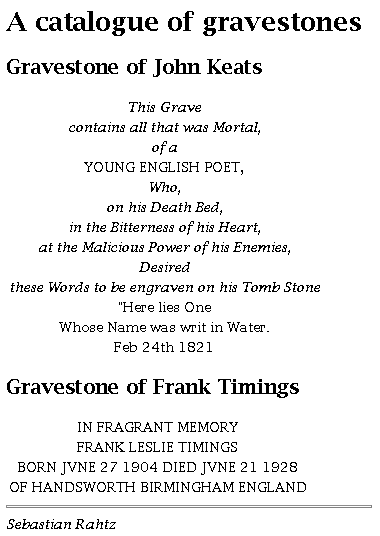 A catalogue of gravestones
Gravestone of John Keats
This Grave
contains all that was Mortal,
of a
YOUNG ENGLISH POET,
Who,
on his Death Bed,
in the Bitterness of his Heart,
at the Malicious Power of his Enemies,
Desired
these Words to be engraven on his Tomb Stone
"Here lies One
Whose Name was writ in Water.
Feb 24th 1821
Gravestone of Frank Timings
IN FRAGRANT MEMORY
FRANK LESLIE TIMINGS
BORN JVNE 27 1904 DIED JVNE 21 1928
OF HANDSWORTH BIRMINGHAM ENGLAND
Sebastian Rahtz